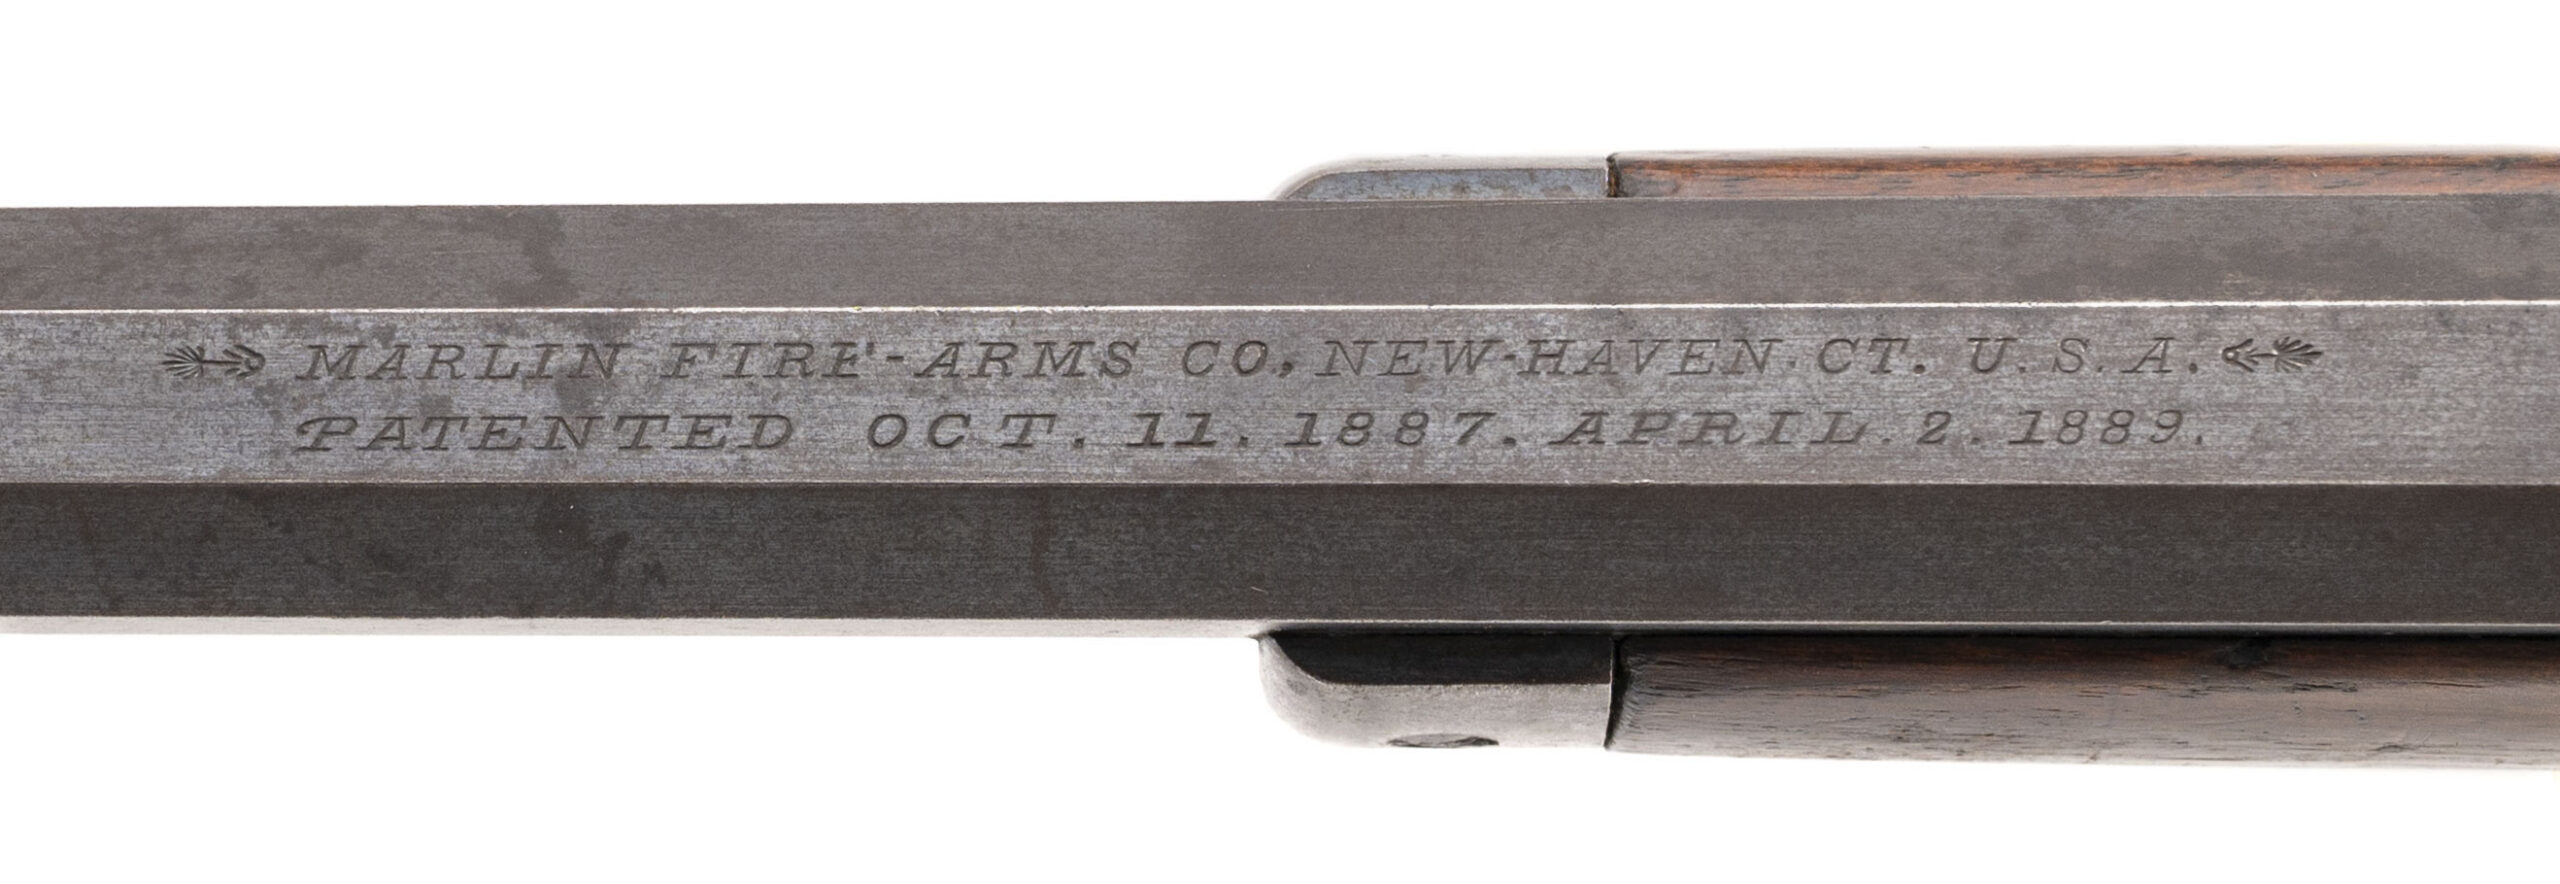 MARLIN FIRE-ARMS CO, NEW-HAVEN. CT. U. S. A.
PATENTED OCT. 11. 1887. APRIL. 2. 1889.